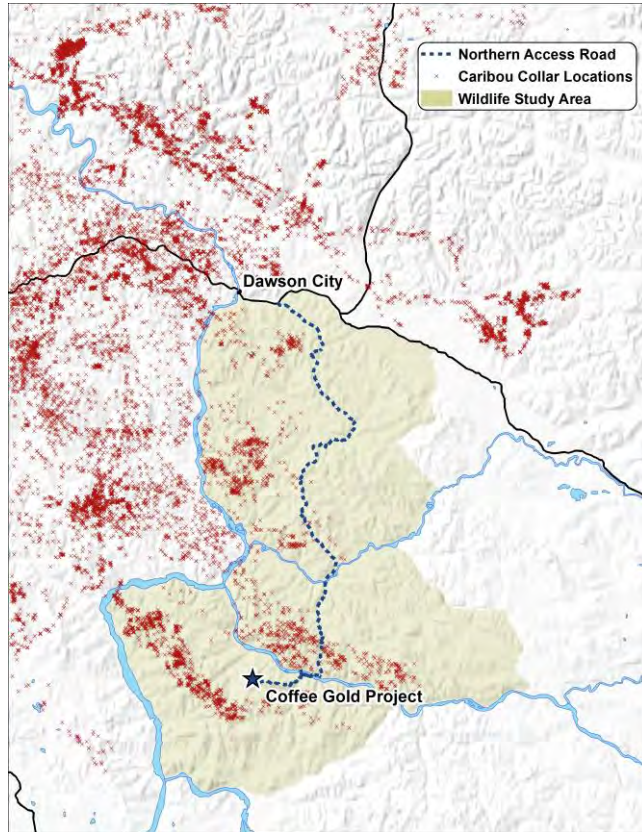 Northern Access Road
Caribou Collar Locations
Wildlife Study Area
Dawson City
Coffee Gold Project